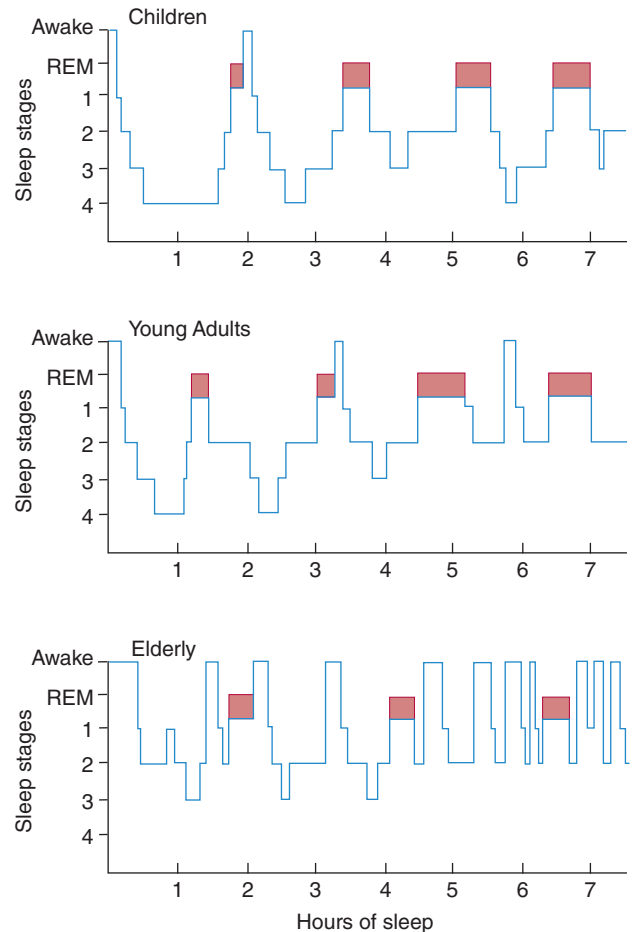 Children
Awake
REM
1
2
3
4
Sleep stages
1 2 3 4 5 6 7
Young Adults
Awake
REM
1
2
3
4
Sleep stages
1 2 3 4 5 6 7
Elderly
Awake
REM
1
2
3
4
Sleep stages
1 2 3 4 5 6 7
Hours of sleep